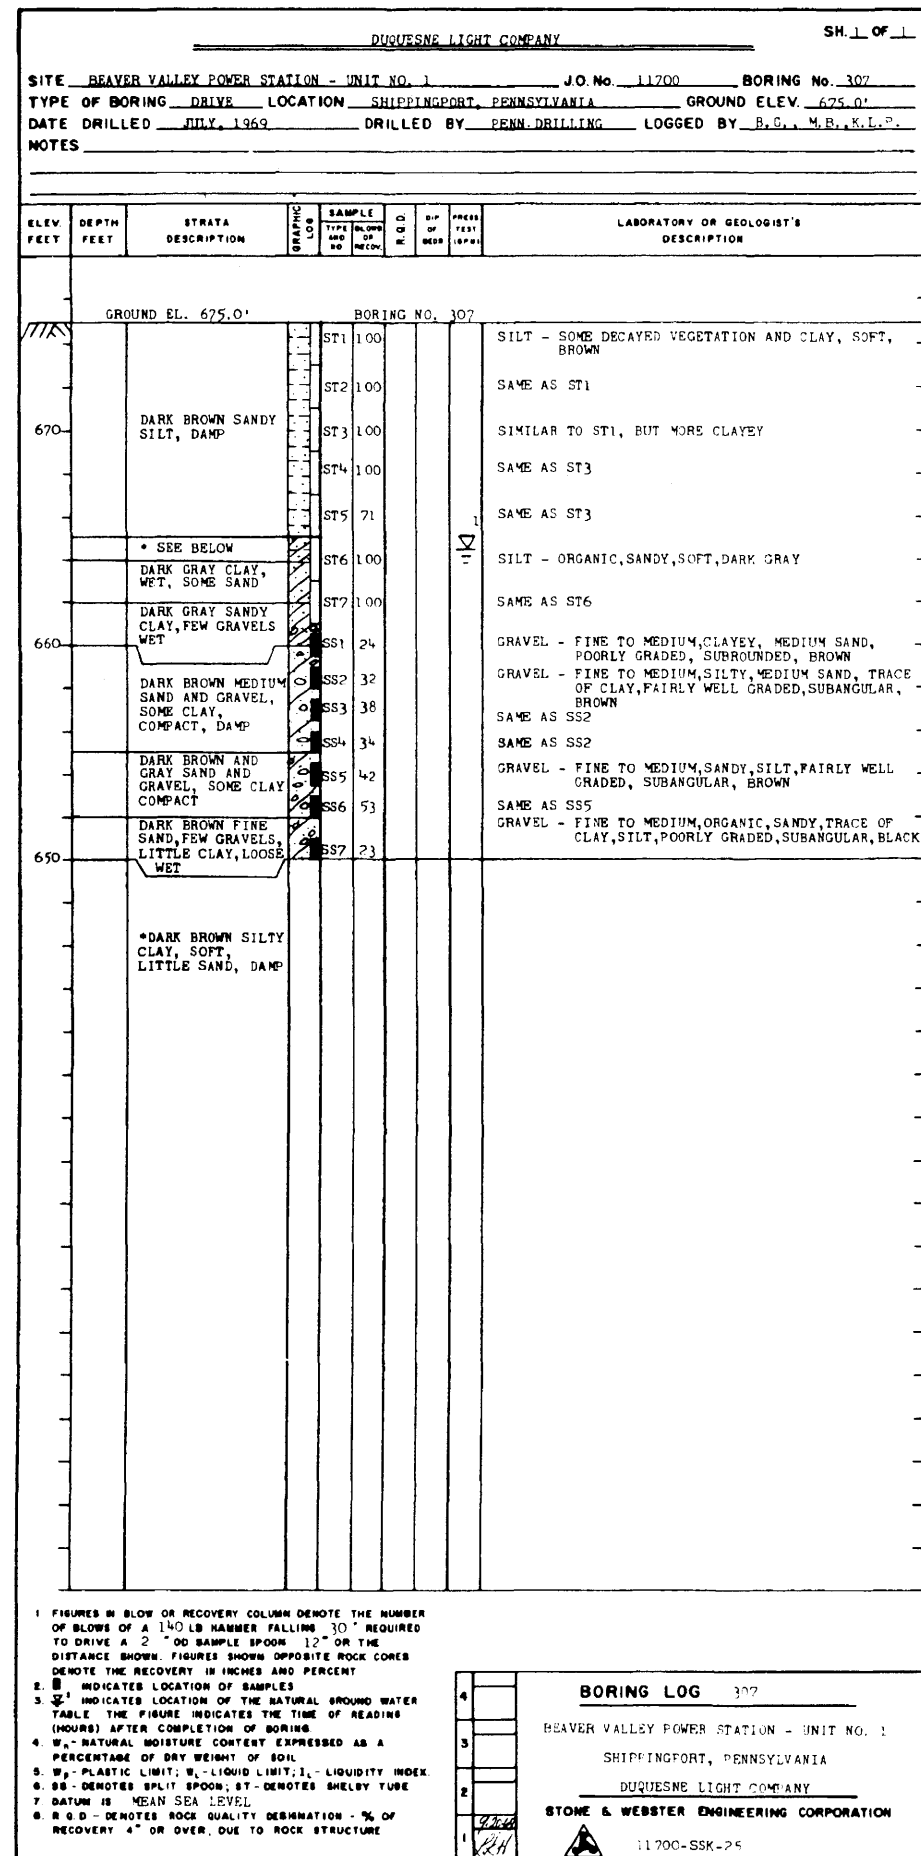 SH. 1 OF 1
DUQUESNE LIGHT COMPANY
SITE BEAVER VALLEY POWER STATION - UNIT NO. 1 J.O. No. 11700 BORING No. 307
TYPE OF BORING DRIVE LOCATION SHIPPINGPORT, PENNSYLVANIA GROUND ELEV. 675.0'
DATE DRILLED JULY, 1969 DRILLED BY PENN. DRILLING LOGGED BY B.G., M.B., K.L.P.
NOTES
ELEV. FEET
DEPTH FEET
STRATA DESCRIPTION
GRAPHIC LOG
SAMPLE
TYPE AND NO
BLOWS OR RECOV.
R.Q.D.
DIP OF BEDR
PRESS. TEST (GPM)
LABORATORY OR GEOLOGIST'S DESCRIPTION
GROUND EL. 675.0' BORING NO. 307
ST1 100 SILT - SOME DECAYED VEGETATION AND CLAY, SOFT,
BROWN
ST2 100 SAME AS ST1
DARK BROWN SANDY
670 SILT, DAMP ST3 100 SIMILAR TO ST1, BUT MORE CLAYEY
ST4 100 SAME AS ST3
ST5 71 SAME AS ST3
1
* SEE BELOW
ST6 100 SILT - ORGANIC,SANDY,SOFT,DARK GRAY
DARK GRAY CLAY,
WET, SOME SAND
ST7 100 SAME AS ST6
DARK GRAY SANDY
CLAY,FEW GRAVELS
WET
660 SS1 24 GRAVEL - FINE TO MEDIUM,CLAYEY, MEDIUM SAND,
POORLY GRADED, SUBROUNDED, BROWN
DARK BROWN MEDIUM
SAND AND GRAVEL,
SOME CLAY,
COMPACT, DAMP
SS2 32 GRAVEL - FINE TO MEDIUM,SILTY,MEDIUM SAND, TRACE
OF CLAY,FAIRLY WELL GRADED,SUBANGULAR,
BROWN
SS3 38 SAME AS SS2
SS4 34 SAME AS SS2
DARK BROWN AND
GRAY SAND AND
GRAVEL, SOME CLAY
COMPACT
SS5 42 GRAVEL - FINE TO MEDIUM,SANDY,SILT,FAIRLY WELL
GRADED, SUBANGULAR, BROWN
SS6 53 SAME AS SS5
DARK BROWN FINE
SAND,FEW GRAVELS,
LITTLE CLAY,LOOSE
WET
650 SS7 23 GRAVEL - FINE TO MEDIUM,ORGANIC,SANDY,TRACE OF
CLAY,SILT,POORLY GRADED,SUBANGULAR,BLACK
*DARK BROWN SILTY
CLAY, SOFT,
LITTLE SAND, DAMP
1 FIGURES IN BLOW OR RECOVERY COLUMN DENOTE THE NUMBER
OF BLOWS OF A 140 LB HAMMER FALLING 30" REQUIRED
TO DRIVE A 2 " OD SAMPLE SPOON 12" OR THE
DISTANCE SHOWN. FIGURES SHOWN OPPOSITE ROCK CORES
DENOTE THE RECOVERY IN INCHES AND PERCENT
2. INDICATES LOCATION OF SAMPLES
3. 1 INDICATES LOCATION OF THE NATURAL GROUND WATER
TABLE THE FIGURE INDICATES THE TIME OF READING
(HOURS) AFTER COMPLETION OF BORING
4. Wn- NATURAL MOISTURE CONTENT EXPRESSED AS A
PERCENTAGE OF DRY WEIGHT OF SOIL
5. Wp- PLASTIC LIMIT; WL- LIQUID LIMIT; IL- LIQUIDITY INDEX.
6. SS - DENOTES SPLIT SPOON; ST - DENOTES SHELBY TUBE
7 DATUM IS MEAN SEA LEVEL
8. R Q.D - DENOTES ROCK QUALITY DESIGNATION - % OF
RECOVERY 4" OR OVER, DUE TO ROCK STRUCTURE
4
3
2
1
BORING LOG 307
BEAVER VALLEY POWER STATION - UNIT NO. 1
SHIPPINGPORT, PENNSYLVANIA
DUQUESNE LIGHT COMPANY
STONE & WEBSTER ENGINEERING CORPORATION
11700-SSK-25